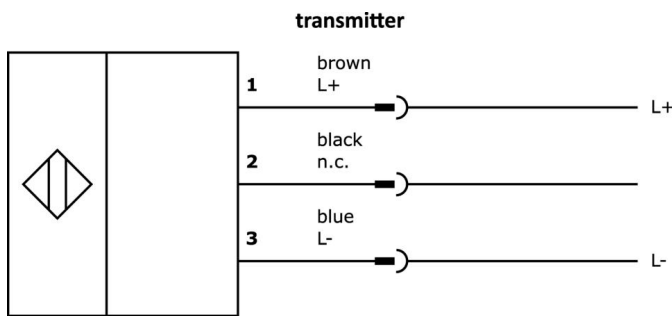 transmitter
brown
1 L+
L+
black
2 n.c.
blue
3 L-
L-